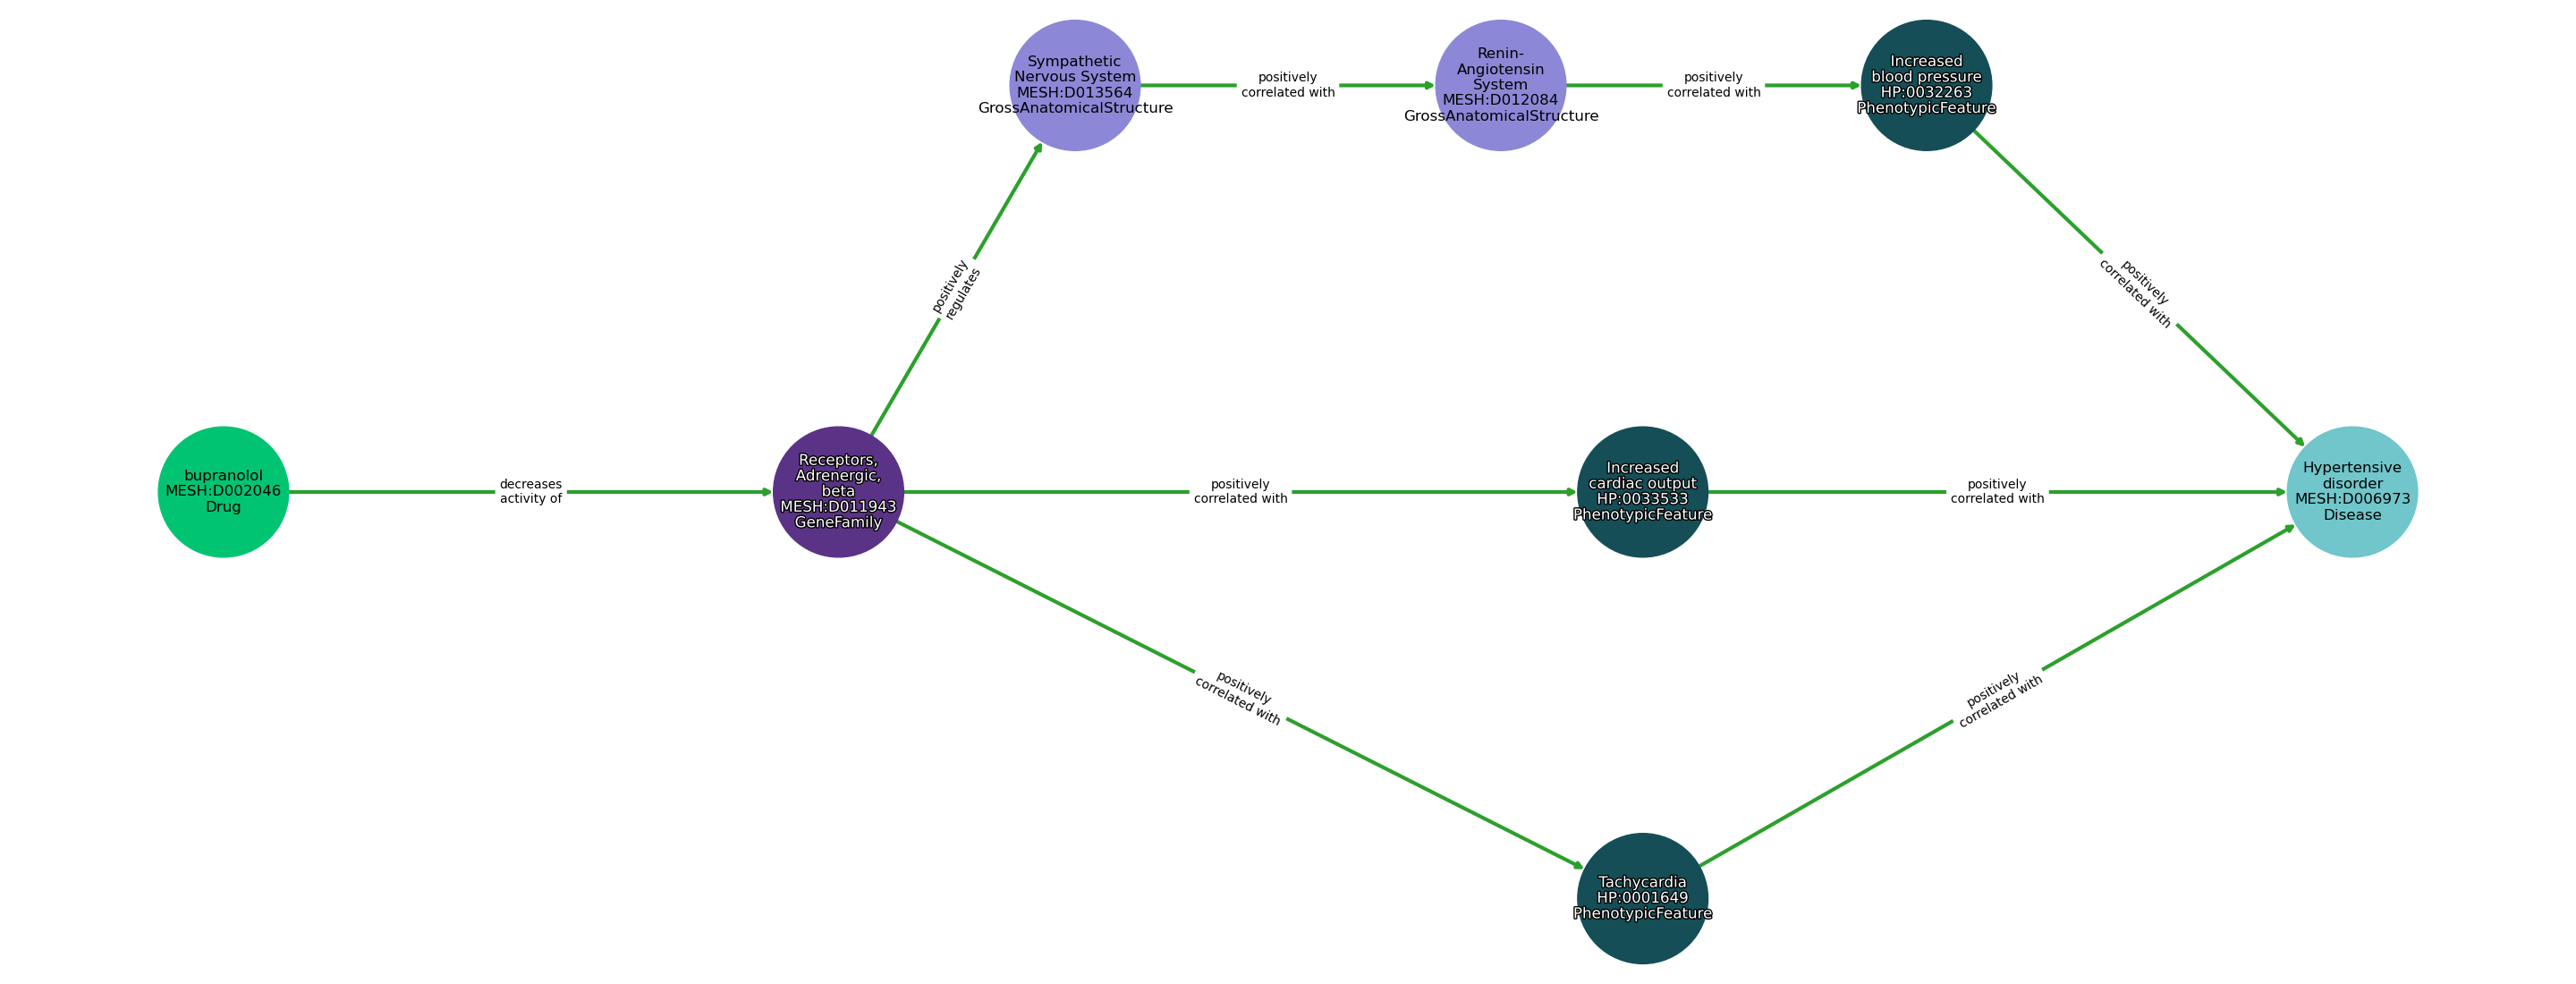 Sympathetic
Nervous System
MESH:D013564
GrossAnatomicalStructure
positively
correlated with
Renin-
Angiotensin
System
MESH:D012084
GrossAnatomicalStructure
positively
correlated with
Increased
blood pressure
HP:0032263
PhenotypicFeature
positively
regulates
positively
correlated with
bupranolol
MESH:D002046
Drug
decreases
activity of
Receptors,
Adrenergic,
beta
MESH:D011943
GeneFamily
positively
correlated with
Increased
cardiac output
HP:0033533
PhenotypicFeature
positively
correlated with
Hypertensive
disorder
MESH:D006973
Disease
positively
correlated with
positively
correlated with
Tachycardia
HP:0001649
PhenotypicFeature